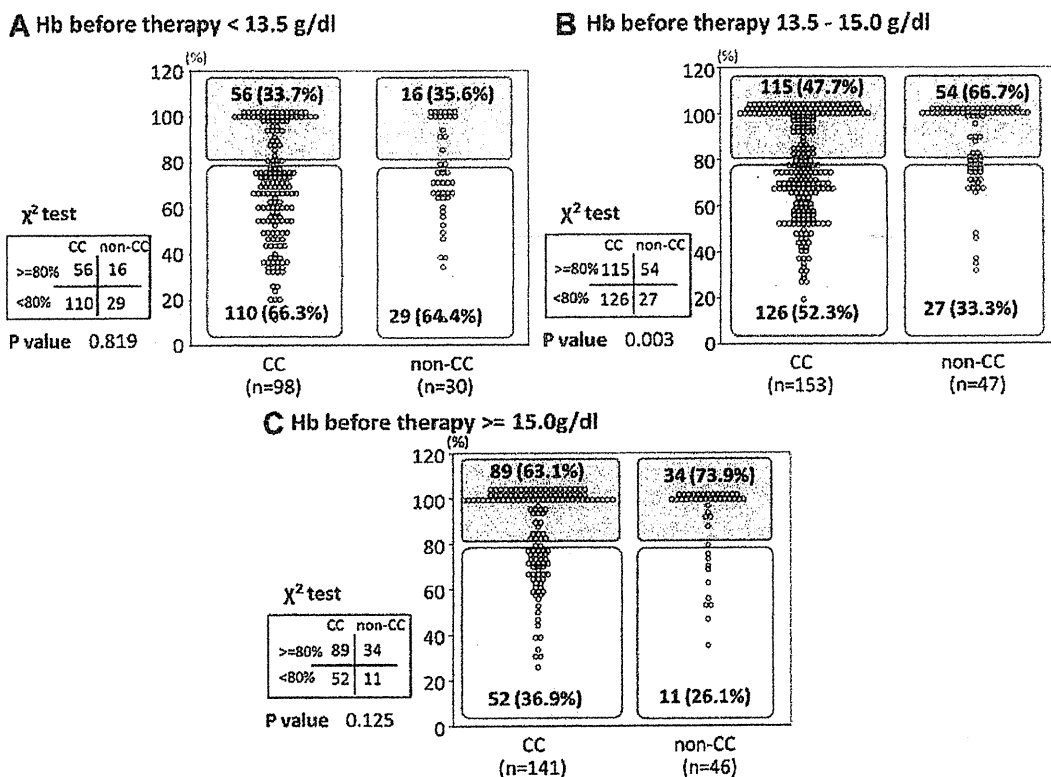 A Hb before therapy < 13.5 g/dl
(%)
120
100
80
60
40
20
0
56 (33.7%)
16 (35.6%)
110 (66.3%)
29 (64.4%)
CC
(n=98)
non-CC
(n=30)
χ² test
CC non-CC
>=80% 56 16
<80% 110 29
P value 0.819
B Hb before therapy 13.5 - 15.0 g/dl
(%)
120
100
80
60
40
20
0
115 (47.7%)
54 (66.7%)
126 (52.3%)
27 (33.3%)
CC
(n=153)
non-CC
(n=47)
χ² test
CC non-CC
>=80% 115 54
<80% 126 27
P value 0.003
C Hb before therapy >= 15.0g/dl
(%)
120
100
80
60
40
20
0
89 (63.1%)
34 (73.9%)
52 (36.9%)
11 (26.1%)
CC
(n=141)
non-CC
(n=46)
χ² test
CC non-CC
>=80% 89 34
<80% 52 11
P value 0.125